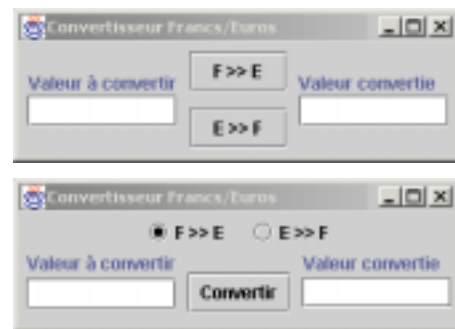 Convertisseur Francs/Euros
F >> E
Valeur à convertir
Valeur convertie
E >> F
Convertisseur Francs/Euros
F >> E E >> F
Valeur à convertir
Valeur convertie
Convertir